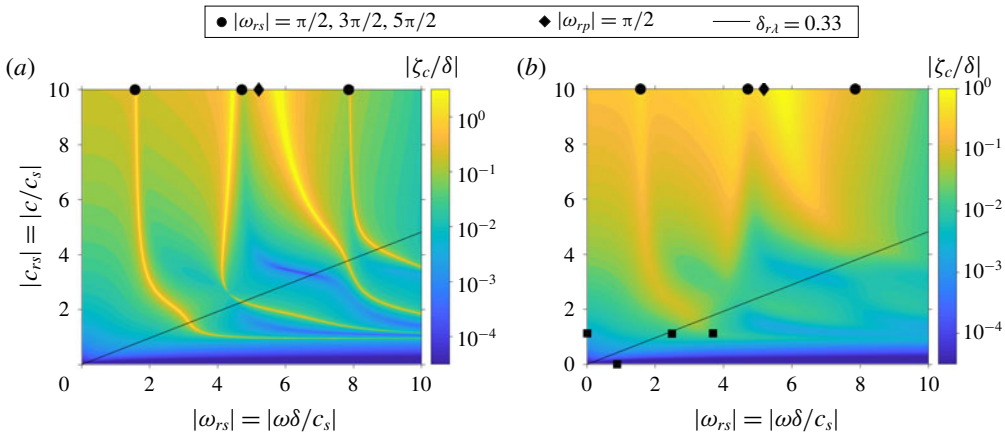 |ω_rs| = π/2, 3π/2, 5π/2 |ω_rp| = π/2 δ_rλ = 0.33
(a) |ζ_c/δ| (b) |ζ_c/δ|
10 10
8 8
6 6
4 4
2 2
0 2 4 6 8 10 0 2 4 6 8 10
10^0 10^0
10^-1 10^-1
10^-2 10^-2
10^-3 10^-3
10^-4 10^-4
|c_rs| = |c/c_s|
|ω_rs| = |ωδ/c_s| |ω_rs| = |ωδ/c_s|